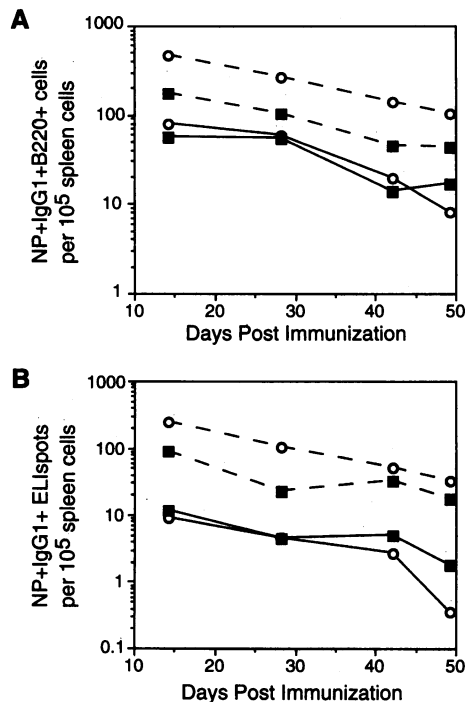 A
NP+IgG1+B220+ cells
per 10⁵ spleen cells
1000
100
10
1
10 20 30 40 50
Days Post Immunization
B
NP+IgG1+ ELIspots
per 10⁵ spleen cells
1000
100
10
1
0.1
10 20 30 40 50
Days Post Immunization